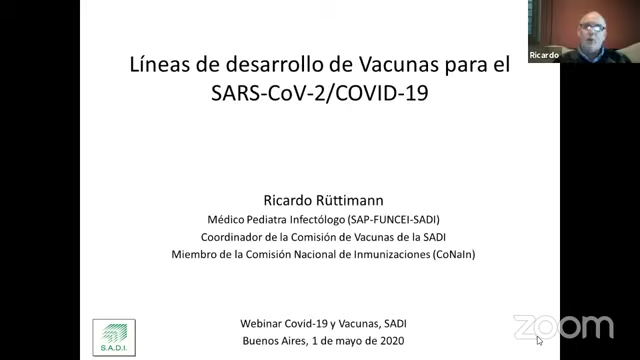 Líneas de desarrollo de Vacunas para el
SARS-CoV-2/COVID-19
Ricardo
Ricardo Rüttimann
Médico Pediatra Infectólogo (SAP-FUNCEI-SADI)
Coordinador de la Comisión de Vacunas de la SADI
Miembro de la Comisión Nacional de Inmunizaciones (CoNaIn)
S.A.D.I.
Webinar Covid-19 y Vacunas, SADI
Buenos Aires, 1 de mayo de 2020
zoom